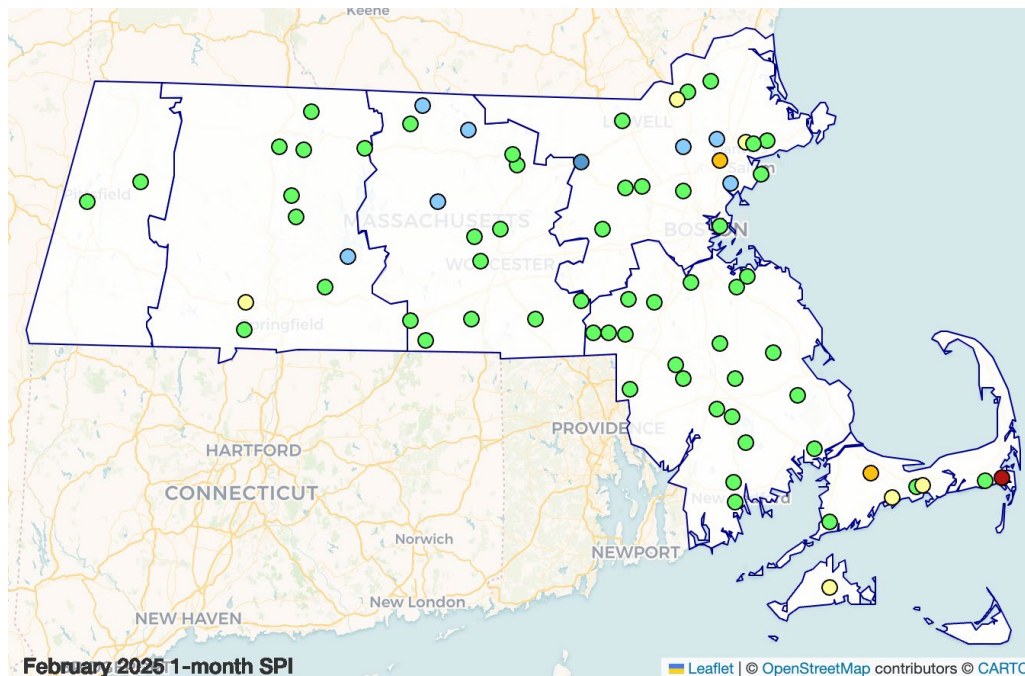 Keene
LOWELL
Salem
Pittsfield
MASSACHUSETTS
BOSTON
WORCESTER
Springfield
PROVIDENCE
HARTFORD
CONNECTICUT
Norwich
NEWPORT
New London
NEW HAVEN
February 2025 1-month SPI
Leaflet | © OpenStreetMap contributors © CARTO